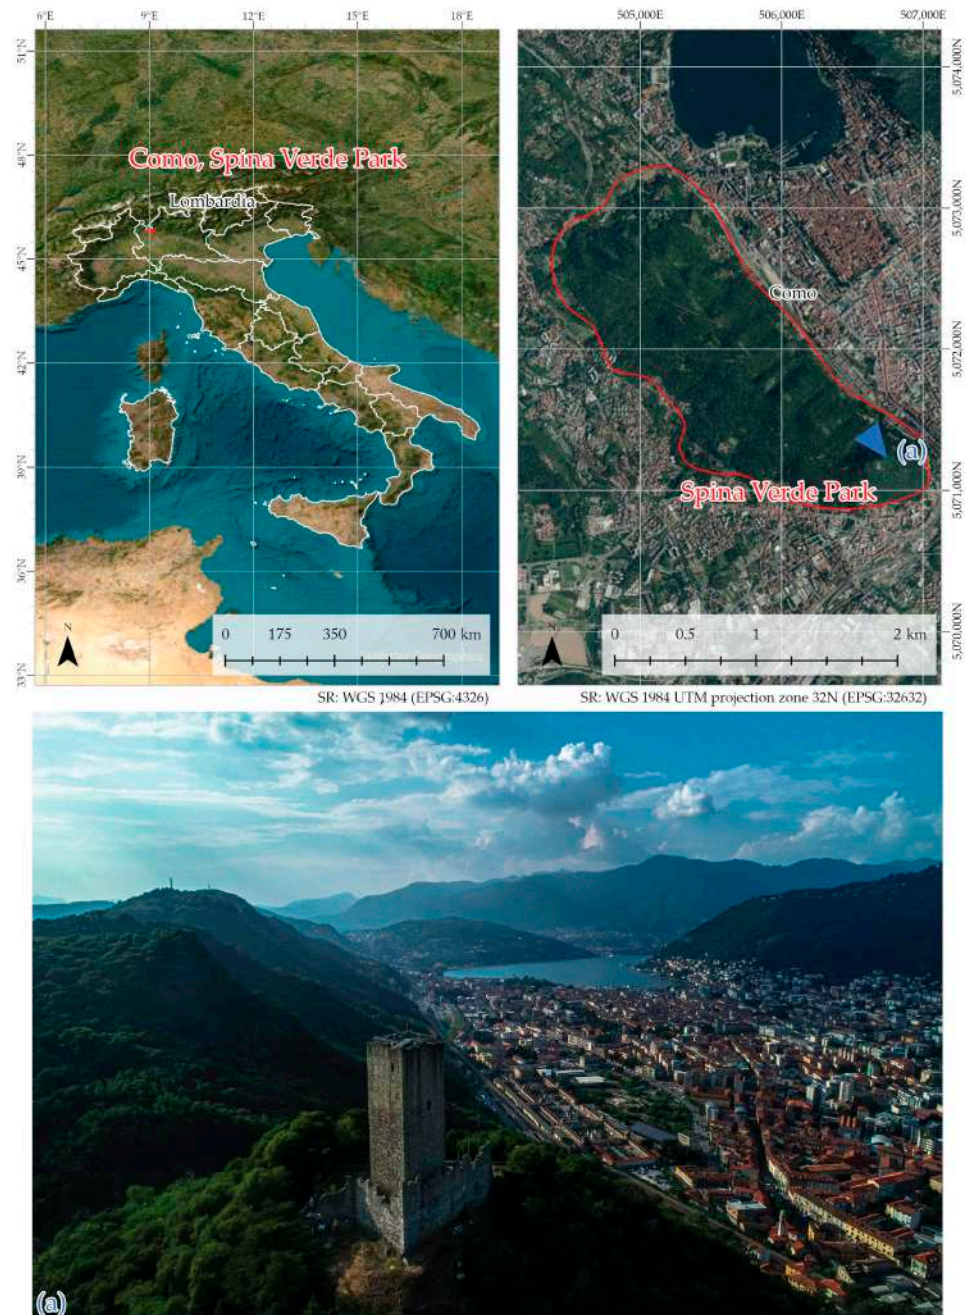 6°E 9°E 12°E 15°E 18°E
51°N
48°N
45°N
42°N
39°N
36°N
33°N
Como, Spina Verde Park
Lombardia
N
0 175 350 700 km
SR: WGS 1984 (EPSG:4326)
505,000E 506,000E 507,000E
5,074,000N
5,073,000N
5,072,000N
5,071,000N
5,070,000N
Como
(a)
Spina Verde Park
N
0 0.5 1 2 km
SR: WGS 1984 UTM projection zone 32N (EPSG:32632)
(a)